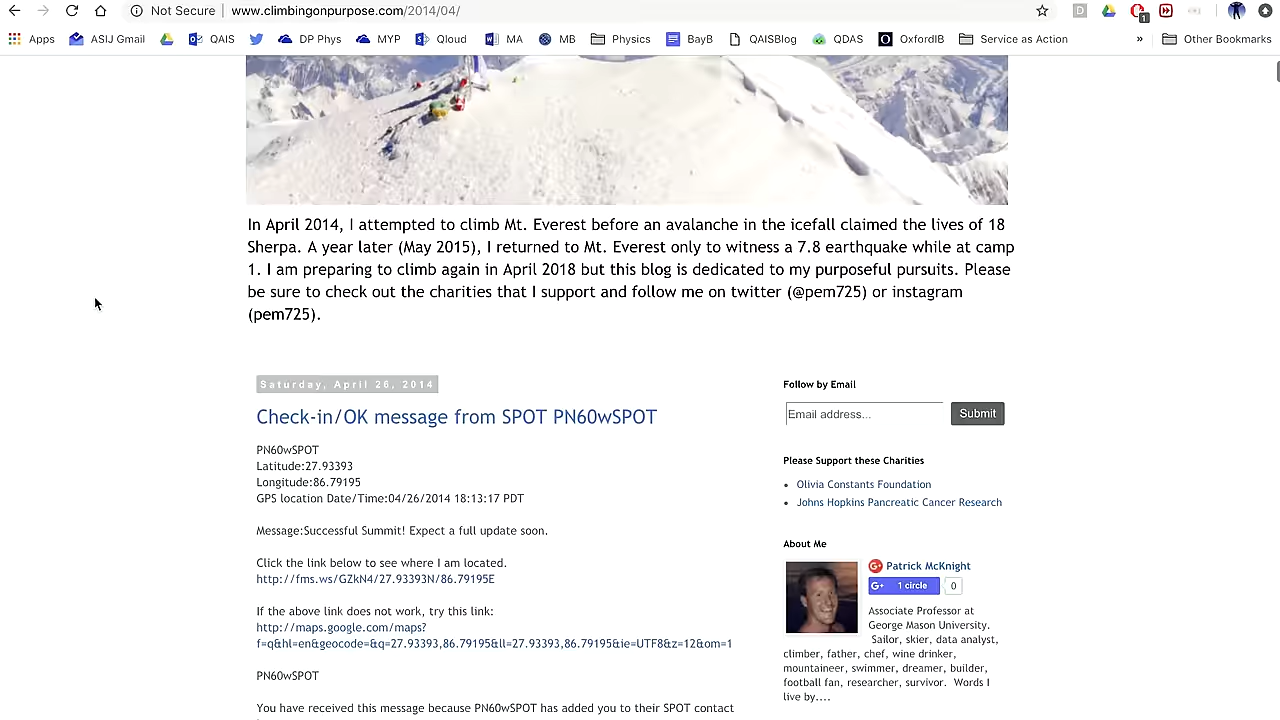 Not Secure | www.climbingonpurpose.com/2014/04/
Apps ASIJ Gmail QAIS DP Phys MYP Qloud MA MB Physics BayB QAISBlog QDAS OxfordIB Service as Action » Other Bookmarks
In April 2014, I attempted to climb Mt. Everest before an avalanche in the icefall claimed the lives of 18
Sherpa. A year later (May 2015), I returned to Mt. Everest only to witness a 7.8 earthquake while at camp
1. I am preparing to climb again in April 2018 but this blog is dedicated to my purposeful pursuits. Please
be sure to check out the charities that I support and follow me on twitter (@pem725) or instagram
(pem725).
Saturday, April 26, 2014
Check-in/OK message from SPOT PN60wSPOT
PN60wSPOT
Latitude:27.93393
Longitude:86.79195
GPS location Date/Time:04/26/2014 18:13:17 PDT
Message:Successful Summit! Expect a full update soon.
Click the link below to see where I am located.
http://fms.ws/GZkN4/27.93393N/86.79195E
If the above link does not work, try this link:
http://maps.google.com/maps?
f=q&hl=en&geocode=&q=27.93393,86.79195&ll=27.93393,86.79195&ie=UTF8&z=12&om=1
PN60wSPOT
You have received this message because PN60wSPOT has added you to their SPOT contact
Follow by Email
Email address... Submit
Please Support these Charities
• Olivia Constants Foundation
• Johns Hopkins Pancreatic Cancer Research
About Me
G+ Patrick McKnight
G+ 1 circle 0
Associate Professor at
George Mason University.
Sailor, skier, data analyst,
climber, father, chef, wine drinker,
mountaineer, swimmer, dreamer, builder,
football fan, researcher, survivor. Words I
live by....